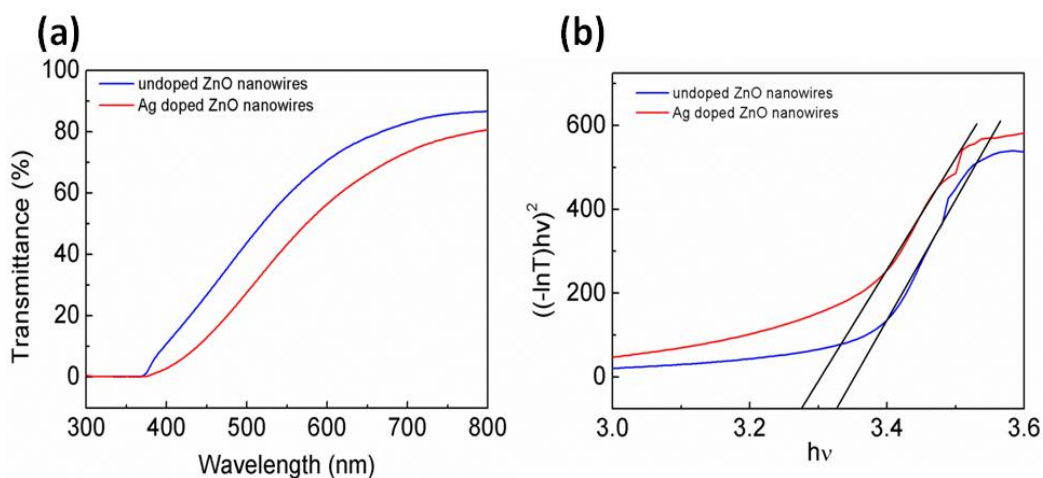 (a)
100
80
60
40
20
0
Transmittance (%)
undoped ZnO nanowires
Ag doped ZnO nanowires
300 400 500 600 700 800
Wavelength (nm)
(b)
600
400
200
0
((-lnT)hν)²
undoped ZnO nanowires
Ag doped ZnO nanowires
3.0 3.2 3.4 3.6
hν